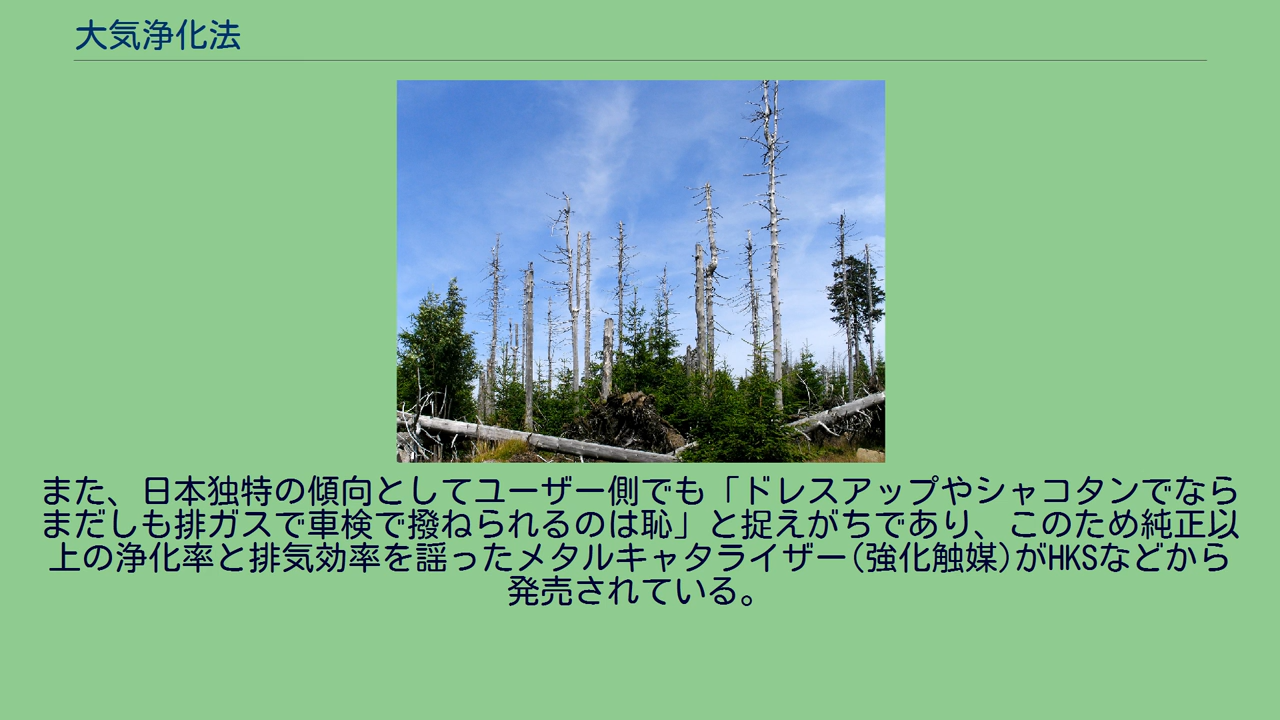 大気浄化法
また、日本独特の傾向としてユーザー側でも「ドレスアップやシャコタンでなら
まだしも排ガスで車検で撥ねられるのは恥」と捉えがちであり、このため純正以
上の浄化率と排気効率を謡ったメタルキャタライザー(強化触媒)がHKSなどから
発売されている。